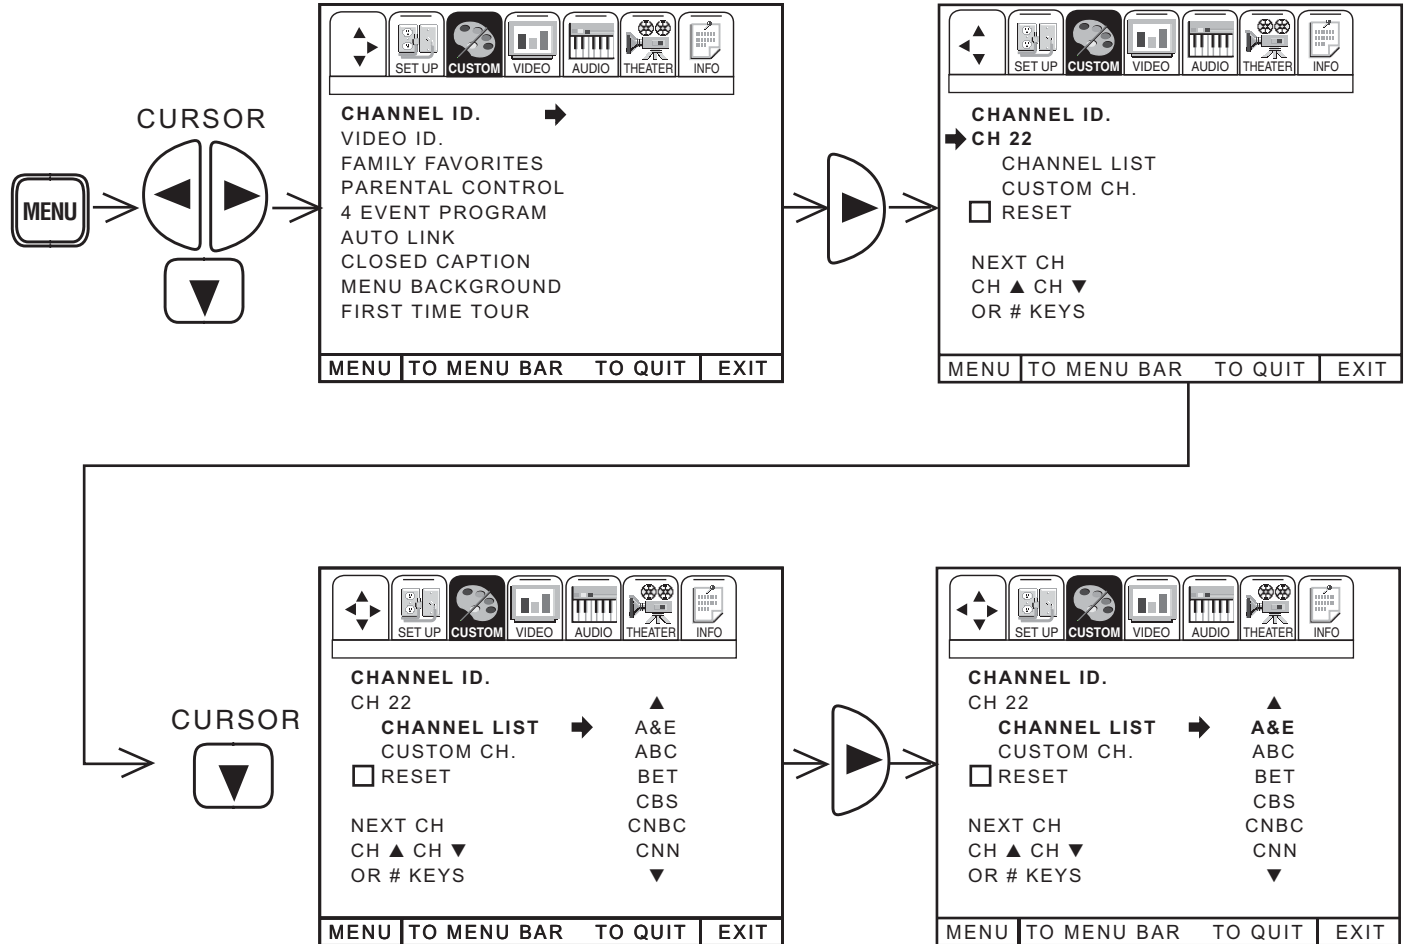 CURSOR
MENU
SET UP CUSTOM VIDEO AUDIO THEATER INFO
CHANNEL ID.
VIDEO ID.
FAMILY FAVORITES
PARENTAL CONTROL
4 EVENT PROGRAM
AUTO LINK
CLOSED CAPTION
MENU BACKGROUND
FIRST TIME TOUR
MENU TO MENU BAR TO QUIT EXIT
SET UP CUSTOM VIDEO AUDIO THEATER INFO
CHANNEL ID.
CH 22
CHANNEL LIST
CUSTOM CH.
RESET
NEXT CH
CH ▲ CH ▼
OR # KEYS
MENU TO MENU BAR TO QUIT EXIT
CURSOR
SET UP CUSTOM VIDEO AUDIO THEATER INFO
CHANNEL ID.
CH 22
CHANNEL LIST A&E
CUSTOM CH. ABC
RESET BET
CBS
NEXT CH CNBC
CH ▲ CH ▼ CNN
OR # KEYS
MENU TO MENU BAR TO QUIT EXIT
SET UP CUSTOM VIDEO AUDIO THEATER INFO
CHANNEL ID.
CH 22
CHANNEL LIST A&E
CUSTOM CH. ABC
RESET BET
CBS
NEXT CH CNBC
CH ▲ CH ▼ CNN
OR # KEYS
MENU TO MENU BAR TO QUIT EXIT